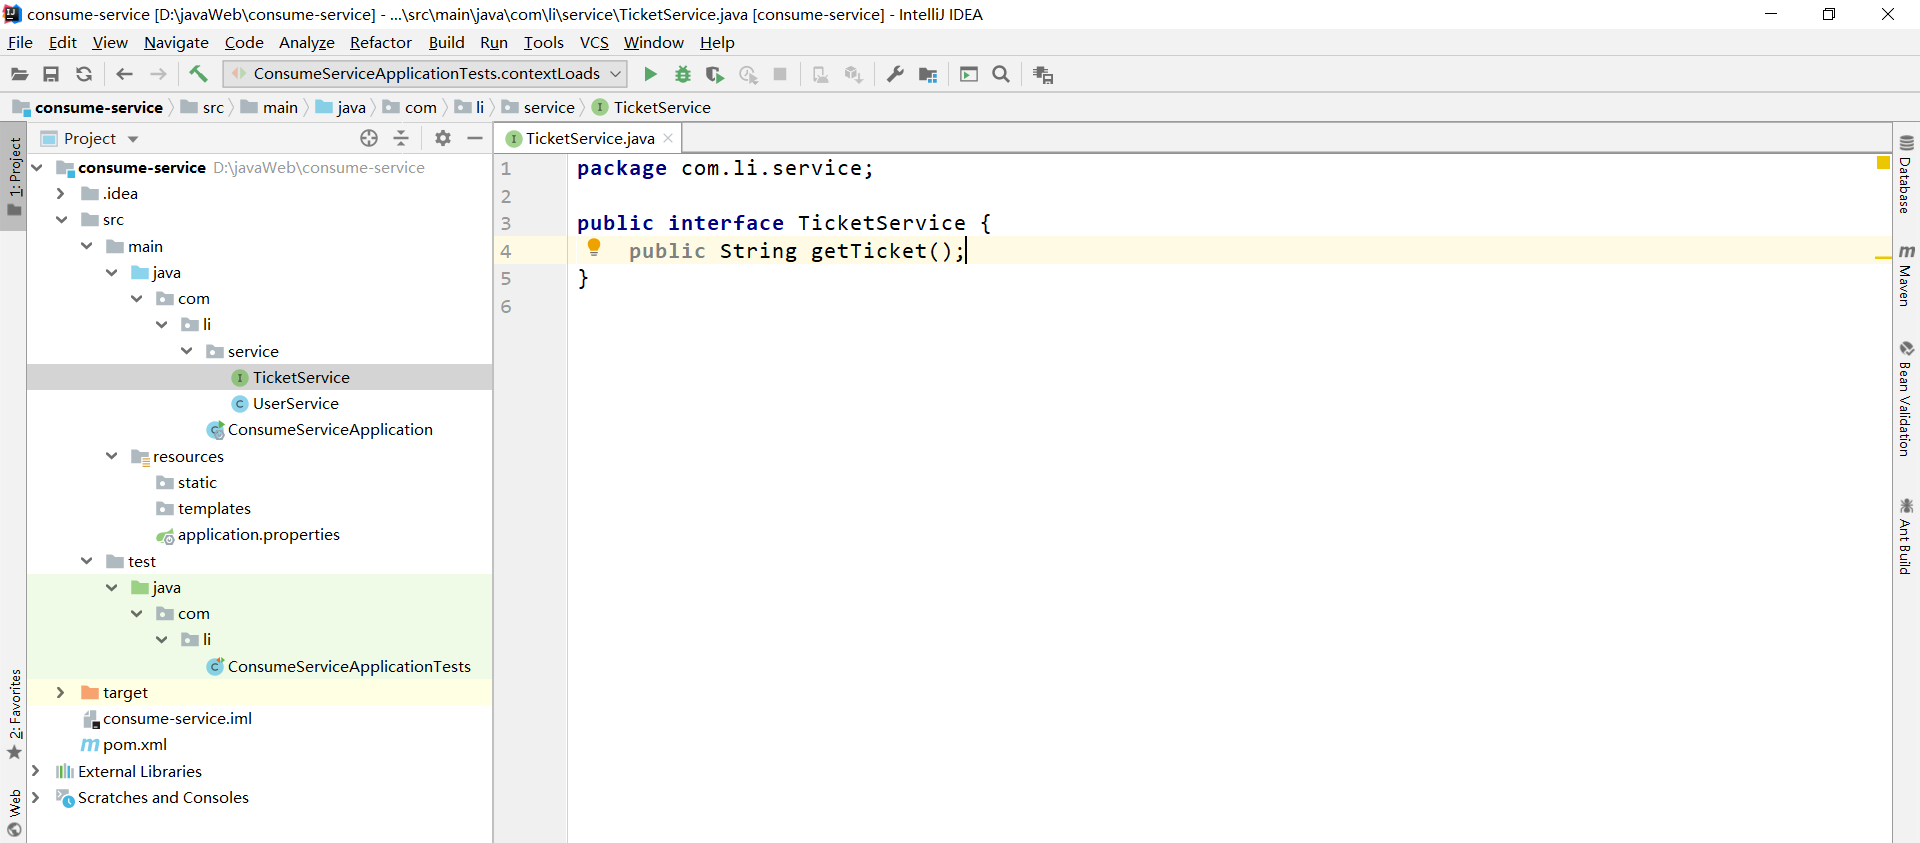 consume-service [D:\javaWeb\consume-service] - ...\src\main\java\com\li\service\TicketService.java [consume-service] - IntelliJ IDEA
File Edit View Navigate Code Analyze Refactor Build Run Tools VCS Window Help
ConsumeServiceApplicationTests.contextLoads
consume-service src main java com li service TicketService
Project
TicketService.java
consume-service D:\javaWeb\consume-service
.idea
src
main
java
com
li
service
TicketService
UserService
ConsumeServiceApplication
resources
static
templates
application.properties
test
java
com
li
ConsumeServiceApplicationTests
target
consume-service.iml
pom.xml
External Libraries
Scratches and Consoles
1 package com.li.service;
2
3 public interface TicketService {
4 public String getTicket();
5 }
6
1: Project
2: Favorites
Web
Database
Maven
Bean Validation
Ant Build